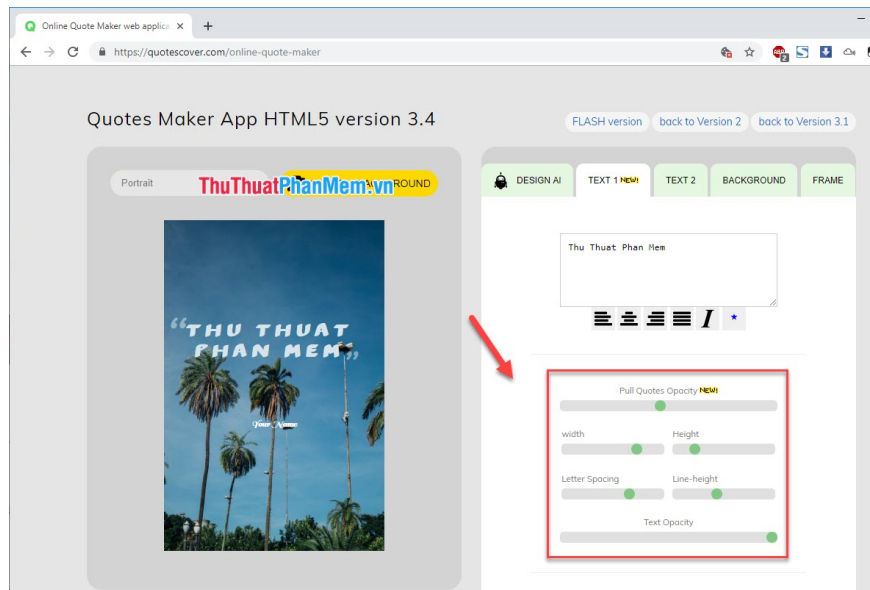 Online Quote Maker web applica
https://quotescover.com/online-quote-maker
ABP
2
S
Quotes Maker App HTML5 version 3.4
FLASH version
back to Version 2
back to Version 3.1
Portrait
ThuThuatPhanMem.vn
ROUND
DESIGN AI
TEXT 1 NEW!
TEXT 2
BACKGROUND
FRAME
Thu Thuat Phan Mem
“THU THUAT
PHAN MEM„
Your Name
I
*
Pull Quotes Opacity NEW!
width
Height
Letter Spacing
Line-height
Text Opacity